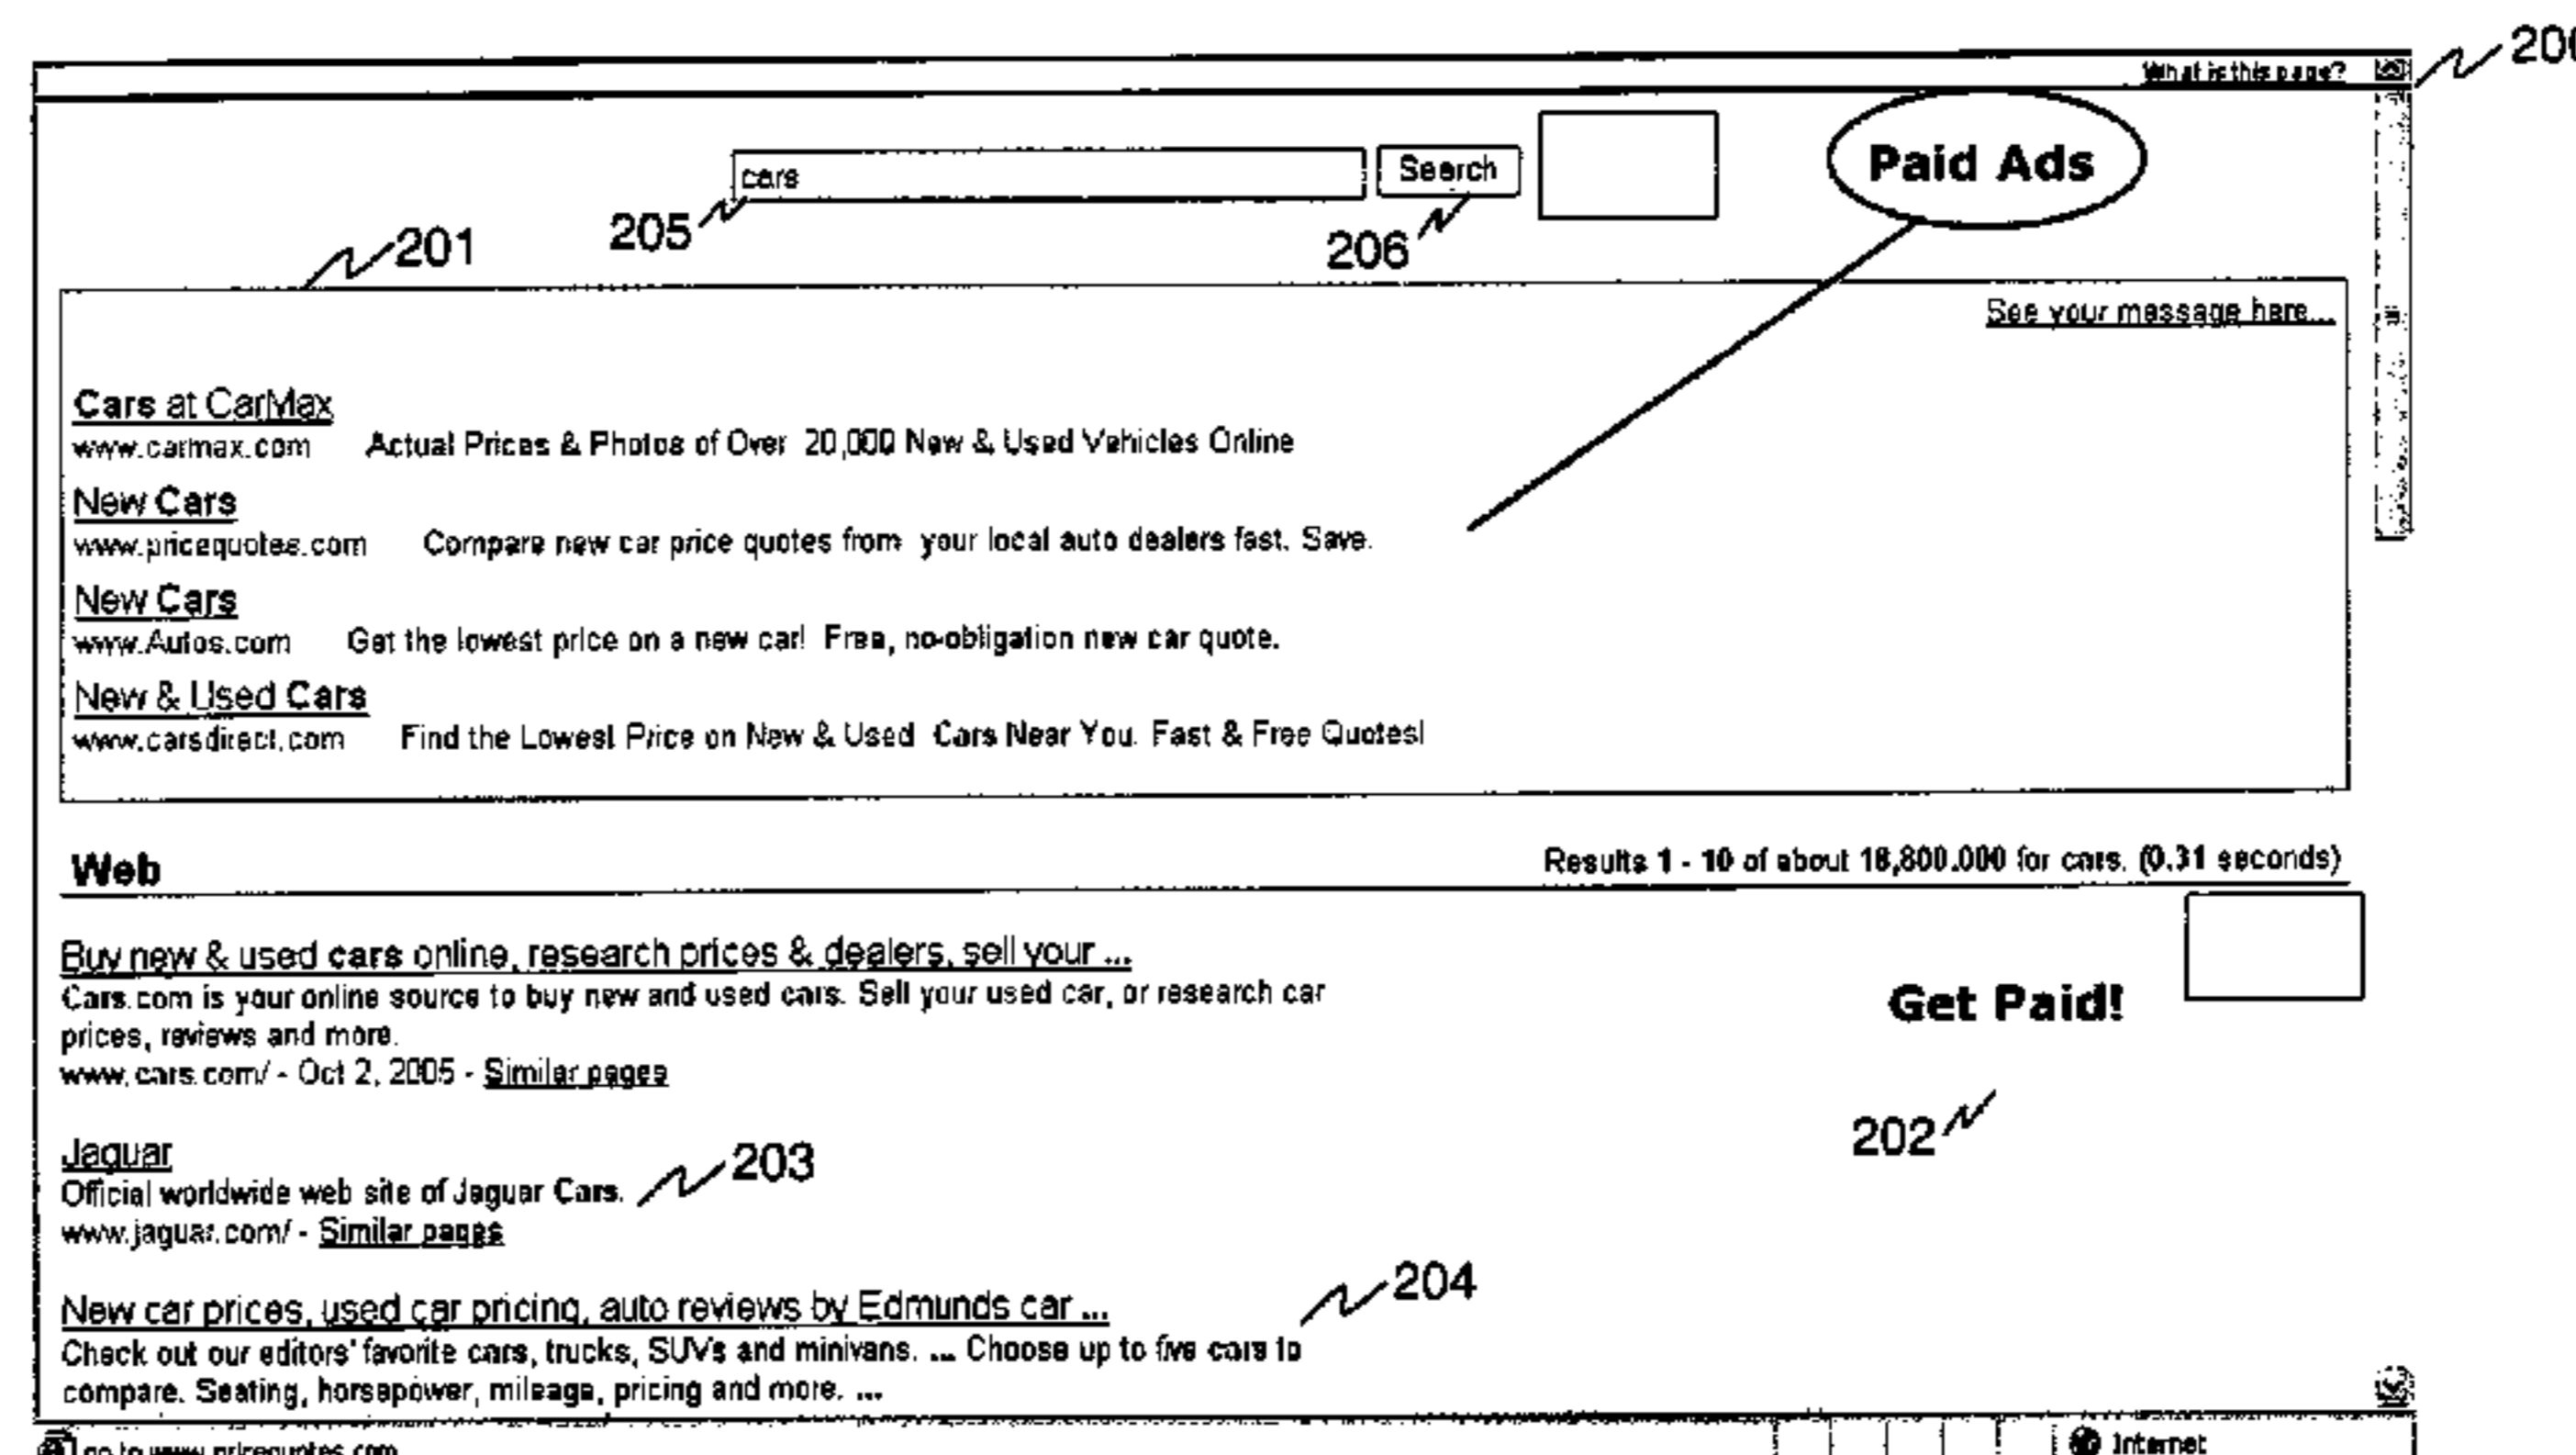 200
What is this page?
Paid Ads
cars
Search
205
206
201
See your message here...
Cars at CarMax
www.carmax.com Actual Prices & Photos of Over 20,000 New & Used Vehicles Online
New Cars
www.pricequotes.com Compare new car price quotes from your local auto dealers fast. Save.
New Cars
www.Autos.com Get the lowest price on a new car! Free, no-obligation new car quote.
New & Used Cars
www.carsdirect.com Find the Lowest Price on New & Used Cars Near You. Fast & Free Quotes!
Web
Results 1 - 10 of about 16,800.000 for cars. (0.31 seconds)
Buy new & used cars online, research prices & dealers, sell your ...
Cars.com is your online source to buy new and used cars. Sell your used car, or research car
prices, reviews and more.
www.cars.com/ - Oct 2, 2005 - Similar pages
Get Paid!
202
Jaguar
Official worldwide web site of Jaguar Cars.
203
www.jaguar.com/ - Similar pages
204
New car prices, used car pricing, auto reviews by Edmunds car ...
Check out our editors' favorite cars, trucks, SUVs and minivans. ... Choose up to five cars to
compare. Seating, horsepower, mileage, pricing and more. ...
go to www.pricequotes.com
Internet